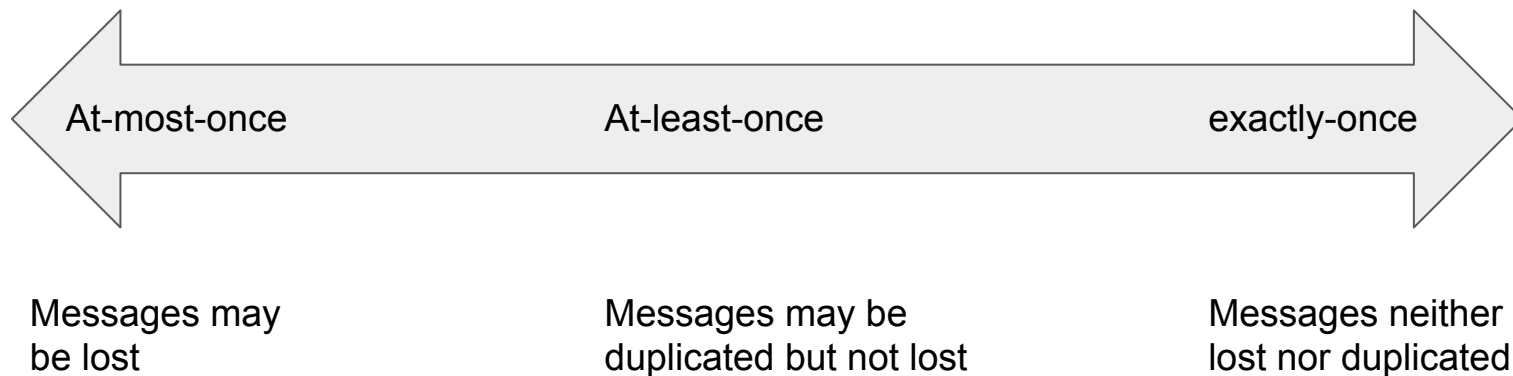 At-most-once
At-least-once
exactly-once
Messages may
be lost
Messages may be
duplicated but not lost
Messages neither
lost nor duplicated